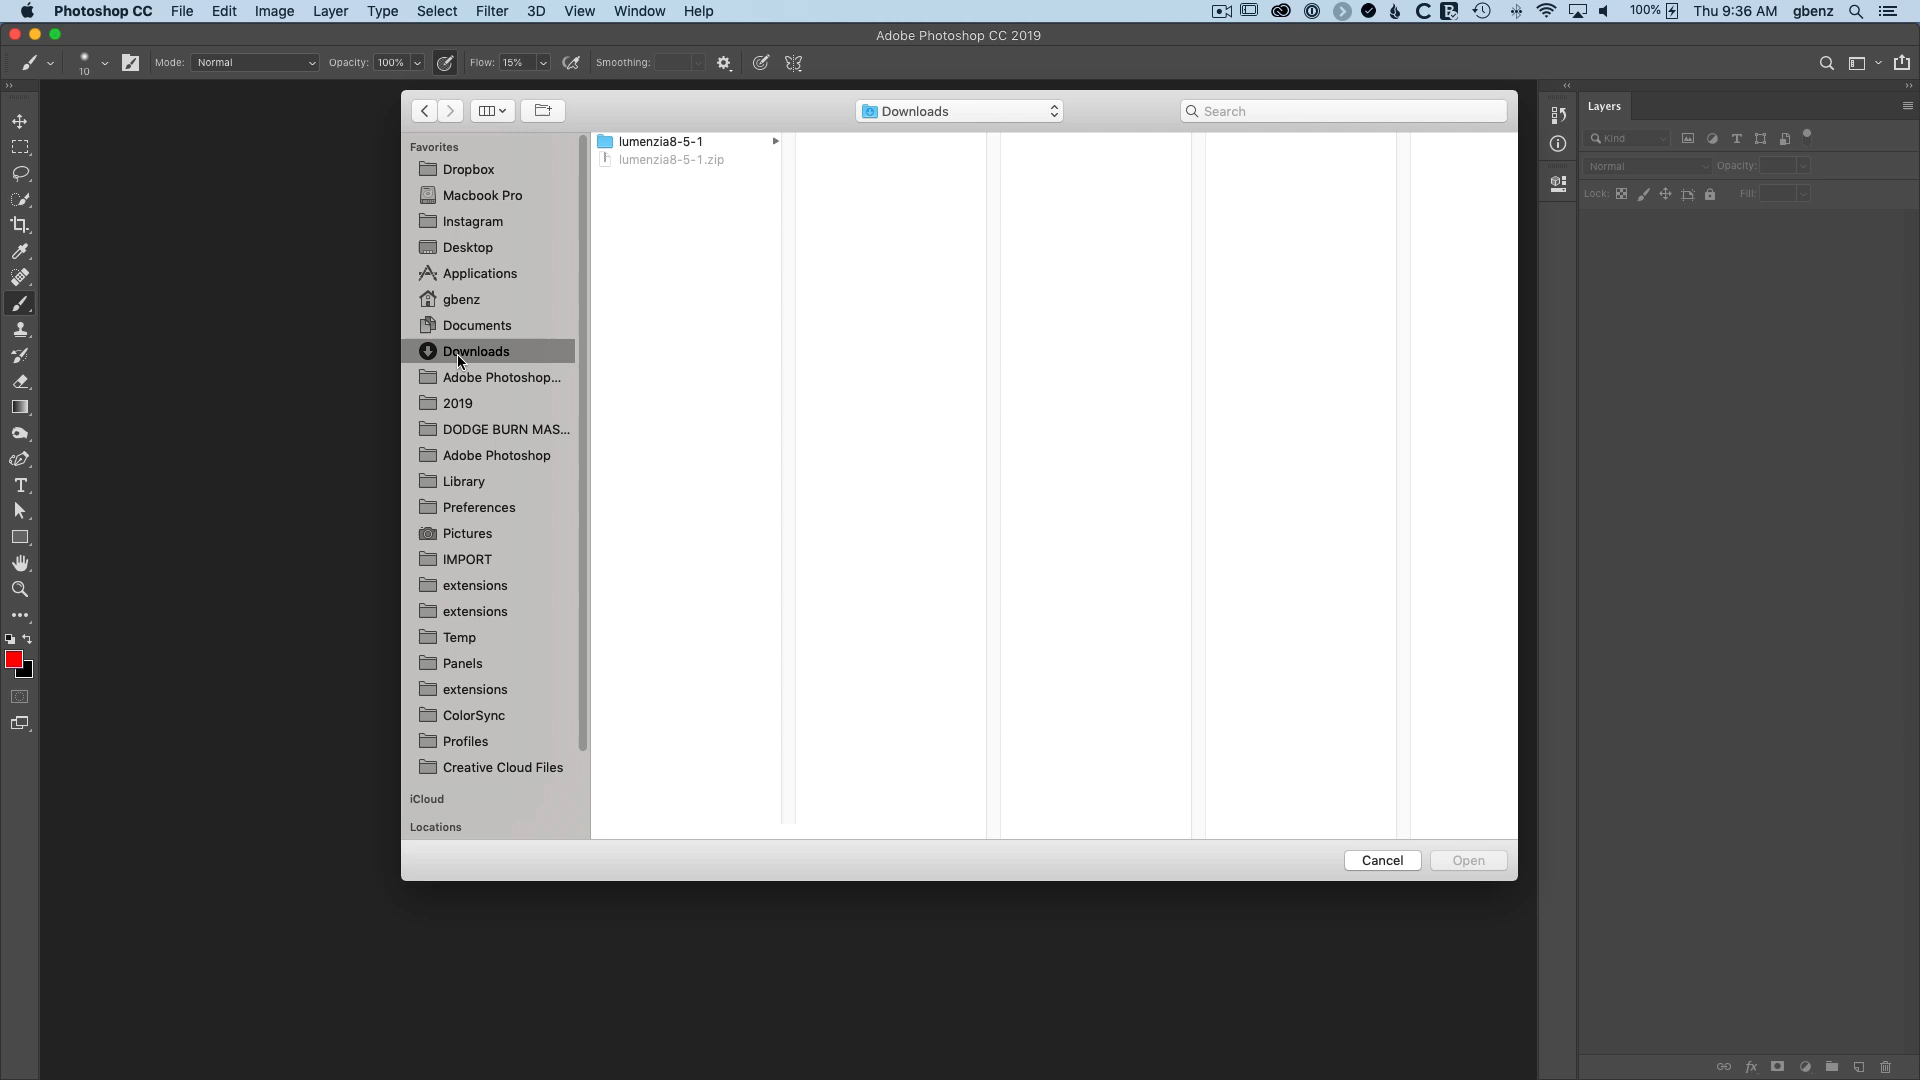 Photoshop CC File Edit Image Layer Type Select Filter 3D View Window Help 100% Thu 9:36 AM gbenz
Adobe Photoshop CC 2019
10 Mode: Normal Opacity: 100% Flow: 15% Smoothing:
Downloads Search
Favorites
Dropbox
Macbook Pro
Instagram
Desktop
Applications
gbenz
Documents
Downloads
Adobe Photoshop...
2019
DODGE BURN MAS...
Adobe Photoshop
Library
Preferences
Pictures
IMPORT
extensions
extensions
Temp
Panels
extensions
ColorSync
Profiles
Creative Cloud Files
iCloud
Locations
lumenzia8-5-1
lumenzia8-5-1.zip
Cancel Open
Layers
Kind
Normal Opacity:
Lock: Fill:
fx